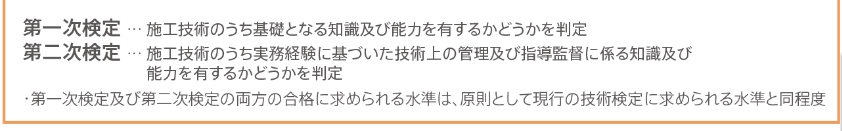 第一次検定 … 施工技術のうち基礎となる知識及び能力を有するかどうかを判定
第二次検定 … 施工技術のうち実務経験に基づいた技術上の管理及び指導監督に係る知識及び
能力を有するかどうかを判定
・第一次検定及び第二次検定の両方の合格に求められる水準は、原則として現行の技術検定に求められる水準と同程度